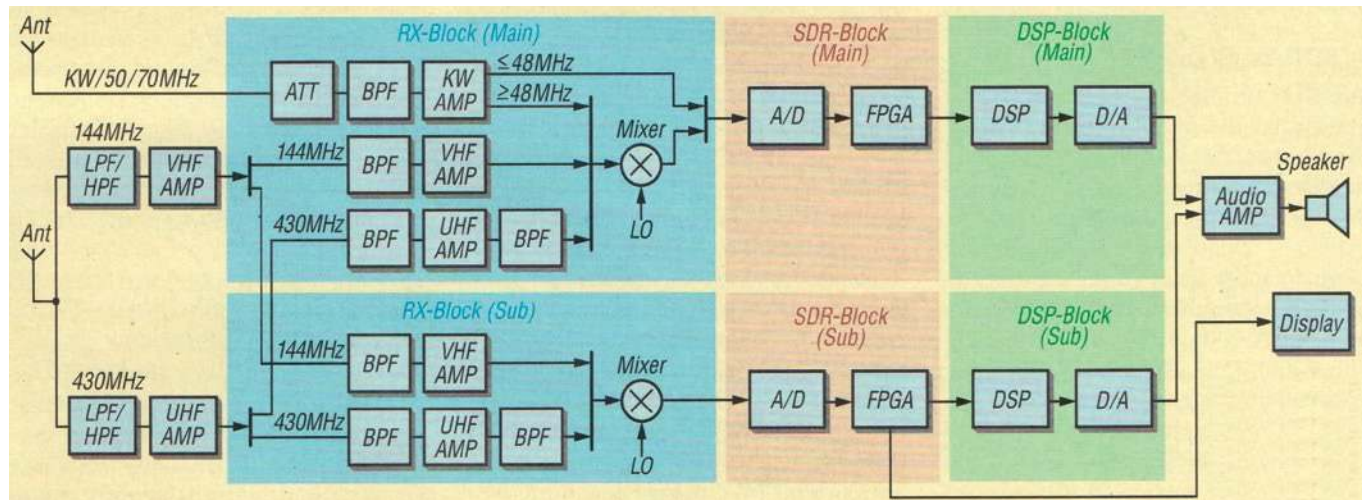 Ant
KW/50/70MHz
RX-Block (Main)
ATT
BPF
KW
AMP
≤48MHz
≥48MHz
144MHz
LPF/
HPF
VHF
AMP
144MHz
BPF
VHF
AMP
Mixer
LO
430MHz
BPF
UHF
AMP
BPF
SDR-Block
(Main)
A/D
FPGA
DSP-Block
(Main)
DSP
D/A
Speaker
Audio
AMP
Ant
430MHz
LPF/
HPF
UHF
AMP
RX-Block (Sub)
144MHz
BPF
VHF
AMP
430MHz
BPF
UHF
AMP
BPF
Mixer
LO
SDR-Block
(Sub)
A/D
FPGA
DSP-Block
(Sub)
DSP
D/A
Display